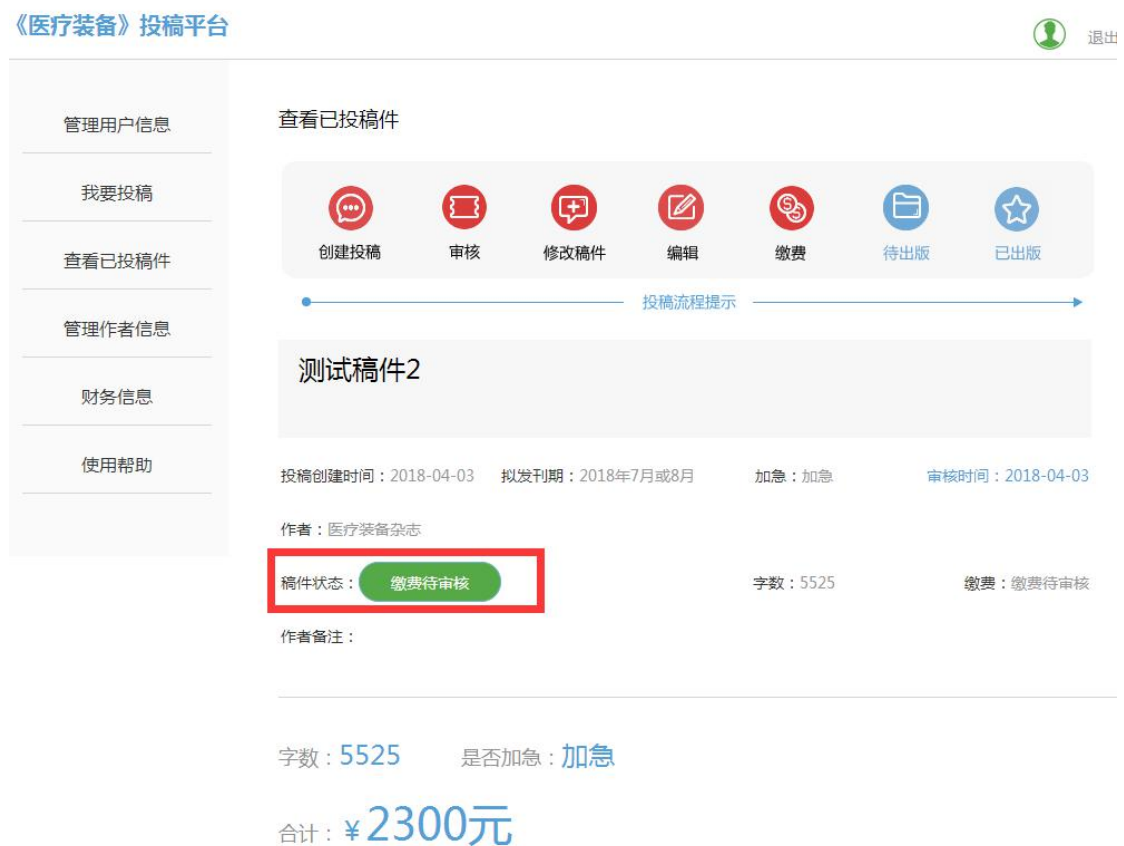 《医疗装备》投稿平台
退出
管理用户信息
我要投稿
查看已投稿件
管理作者信息
财务信息
使用帮助
查看已投稿件
创建投稿 审核 修改稿件 编辑 缴费 待出版 已出版
投稿流程提示
测试稿件2
投稿创建时间：2018-04-03 拟发刊期：2018年7月或8月 加急：加急 审核时间：2018-04-03
作者：医疗装备杂志
稿件状态： 缴费待审核 字数：5525 缴费：缴费待审核
作者备注：
字数：5525 是否加急：加急
合计：￥2300元